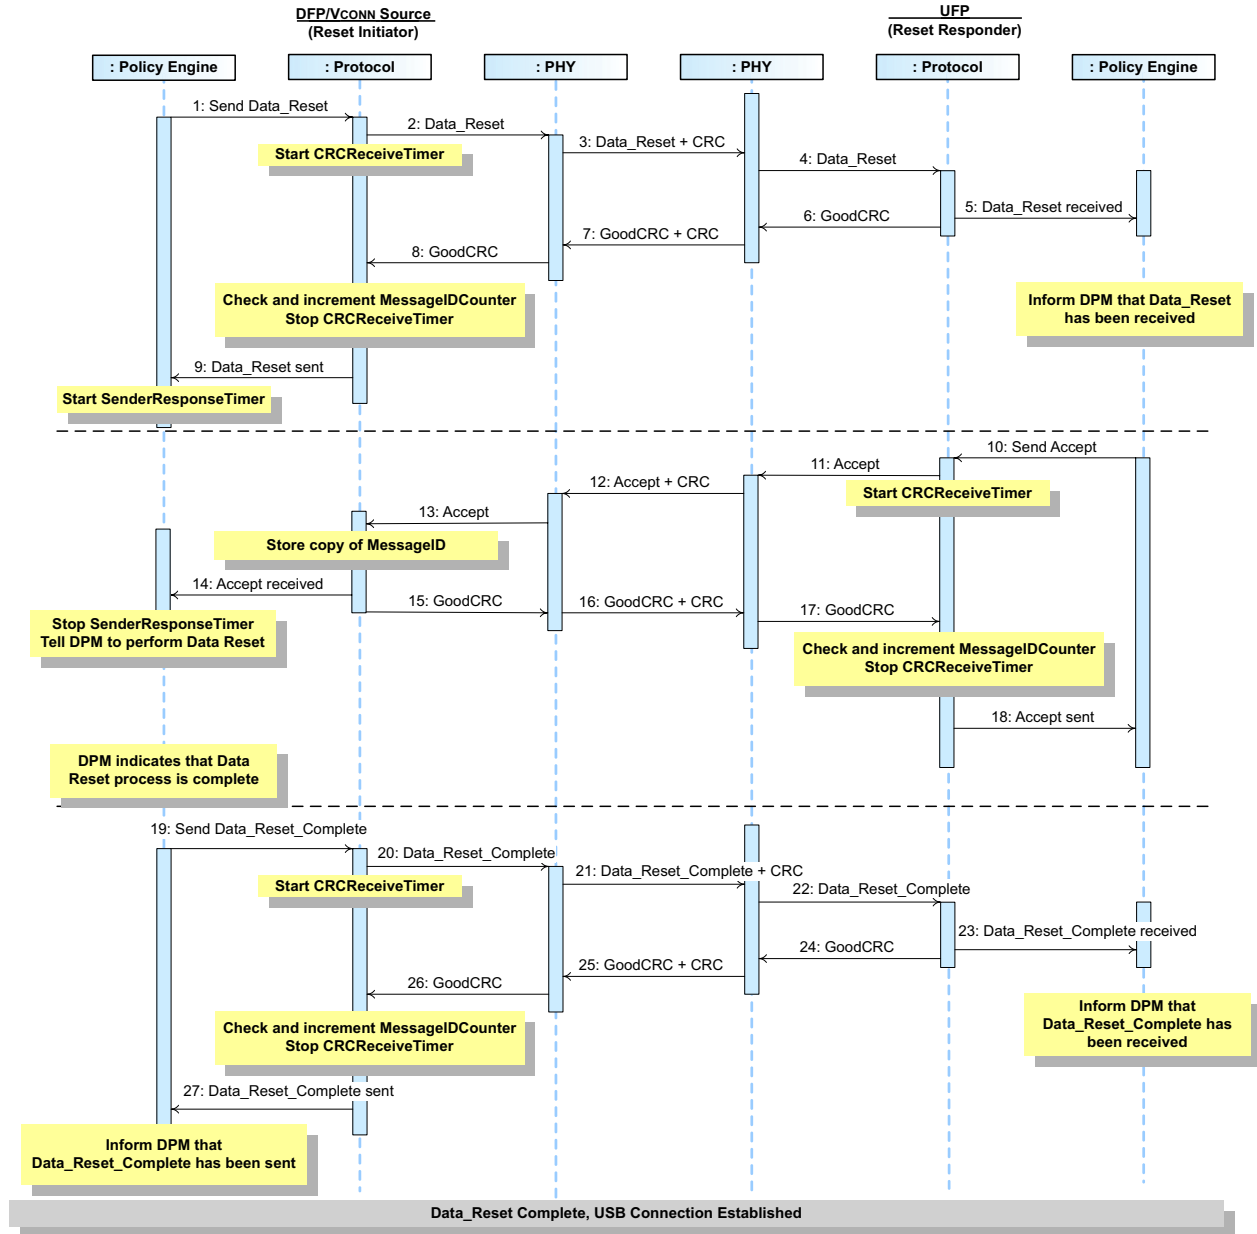 DFP/VCONN Source
(Reset Initiator)
UFP
(Reset Responder)
: Policy Engine
: Protocol
: PHY
: PHY
: Protocol
: Policy Engine
1: Send Data_Reset
2: Data_Reset
Start CRCReceiveTimer
3: Data_Reset + CRC
4: Data_Reset
5: Data_Reset received
6: GoodCRC
7: GoodCRC + CRC
8: GoodCRC
Check and increment MessageIDCounter
Stop CRCReceiveTimer
Inform DPM that Data_Reset
has been received
9: Data_Reset sent
Start SenderResponseTimer
10: Send Accept
11: Accept
Start CRCReceiveTimer
12: Accept + CRC
13: Accept
Store copy of MessageID
14: Accept received
15: GoodCRC
16: GoodCRC + CRC
17: GoodCRC
Stop SenderResponseTimer
Tell DPM to perform Data Reset
Check and increment MessageIDCounter
Stop CRCReceiveTimer
18: Accept sent
DPM indicates that Data
Reset process is complete
19: Send Data_Reset_Complete
20: Data_Reset_Complete
Start CRCReceiveTimer
21: Data_Reset_Complete + CRC
22: Data_Reset_Complete
23: Data_Reset_Complete received
24: GoodCRC
25: GoodCRC + CRC
26: GoodCRC
Check and increment MessageIDCounter
Stop CRCReceiveTimer
Inform DPM that
Data_Reset_Complete has
been received
27: Data_Reset_Complete sent
Inform DPM that
Data_Reset_Complete has been sent
Data_Reset Complete, USB Connection Established